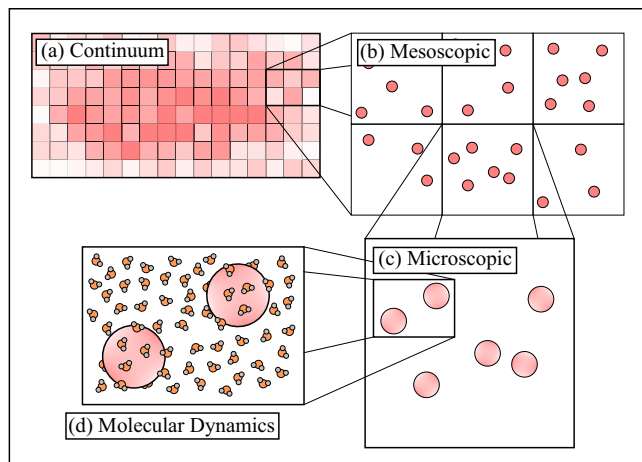 (a) Continuum
(b) Mesoscopic
(c) Microscopic
(d) Molecular Dynamics